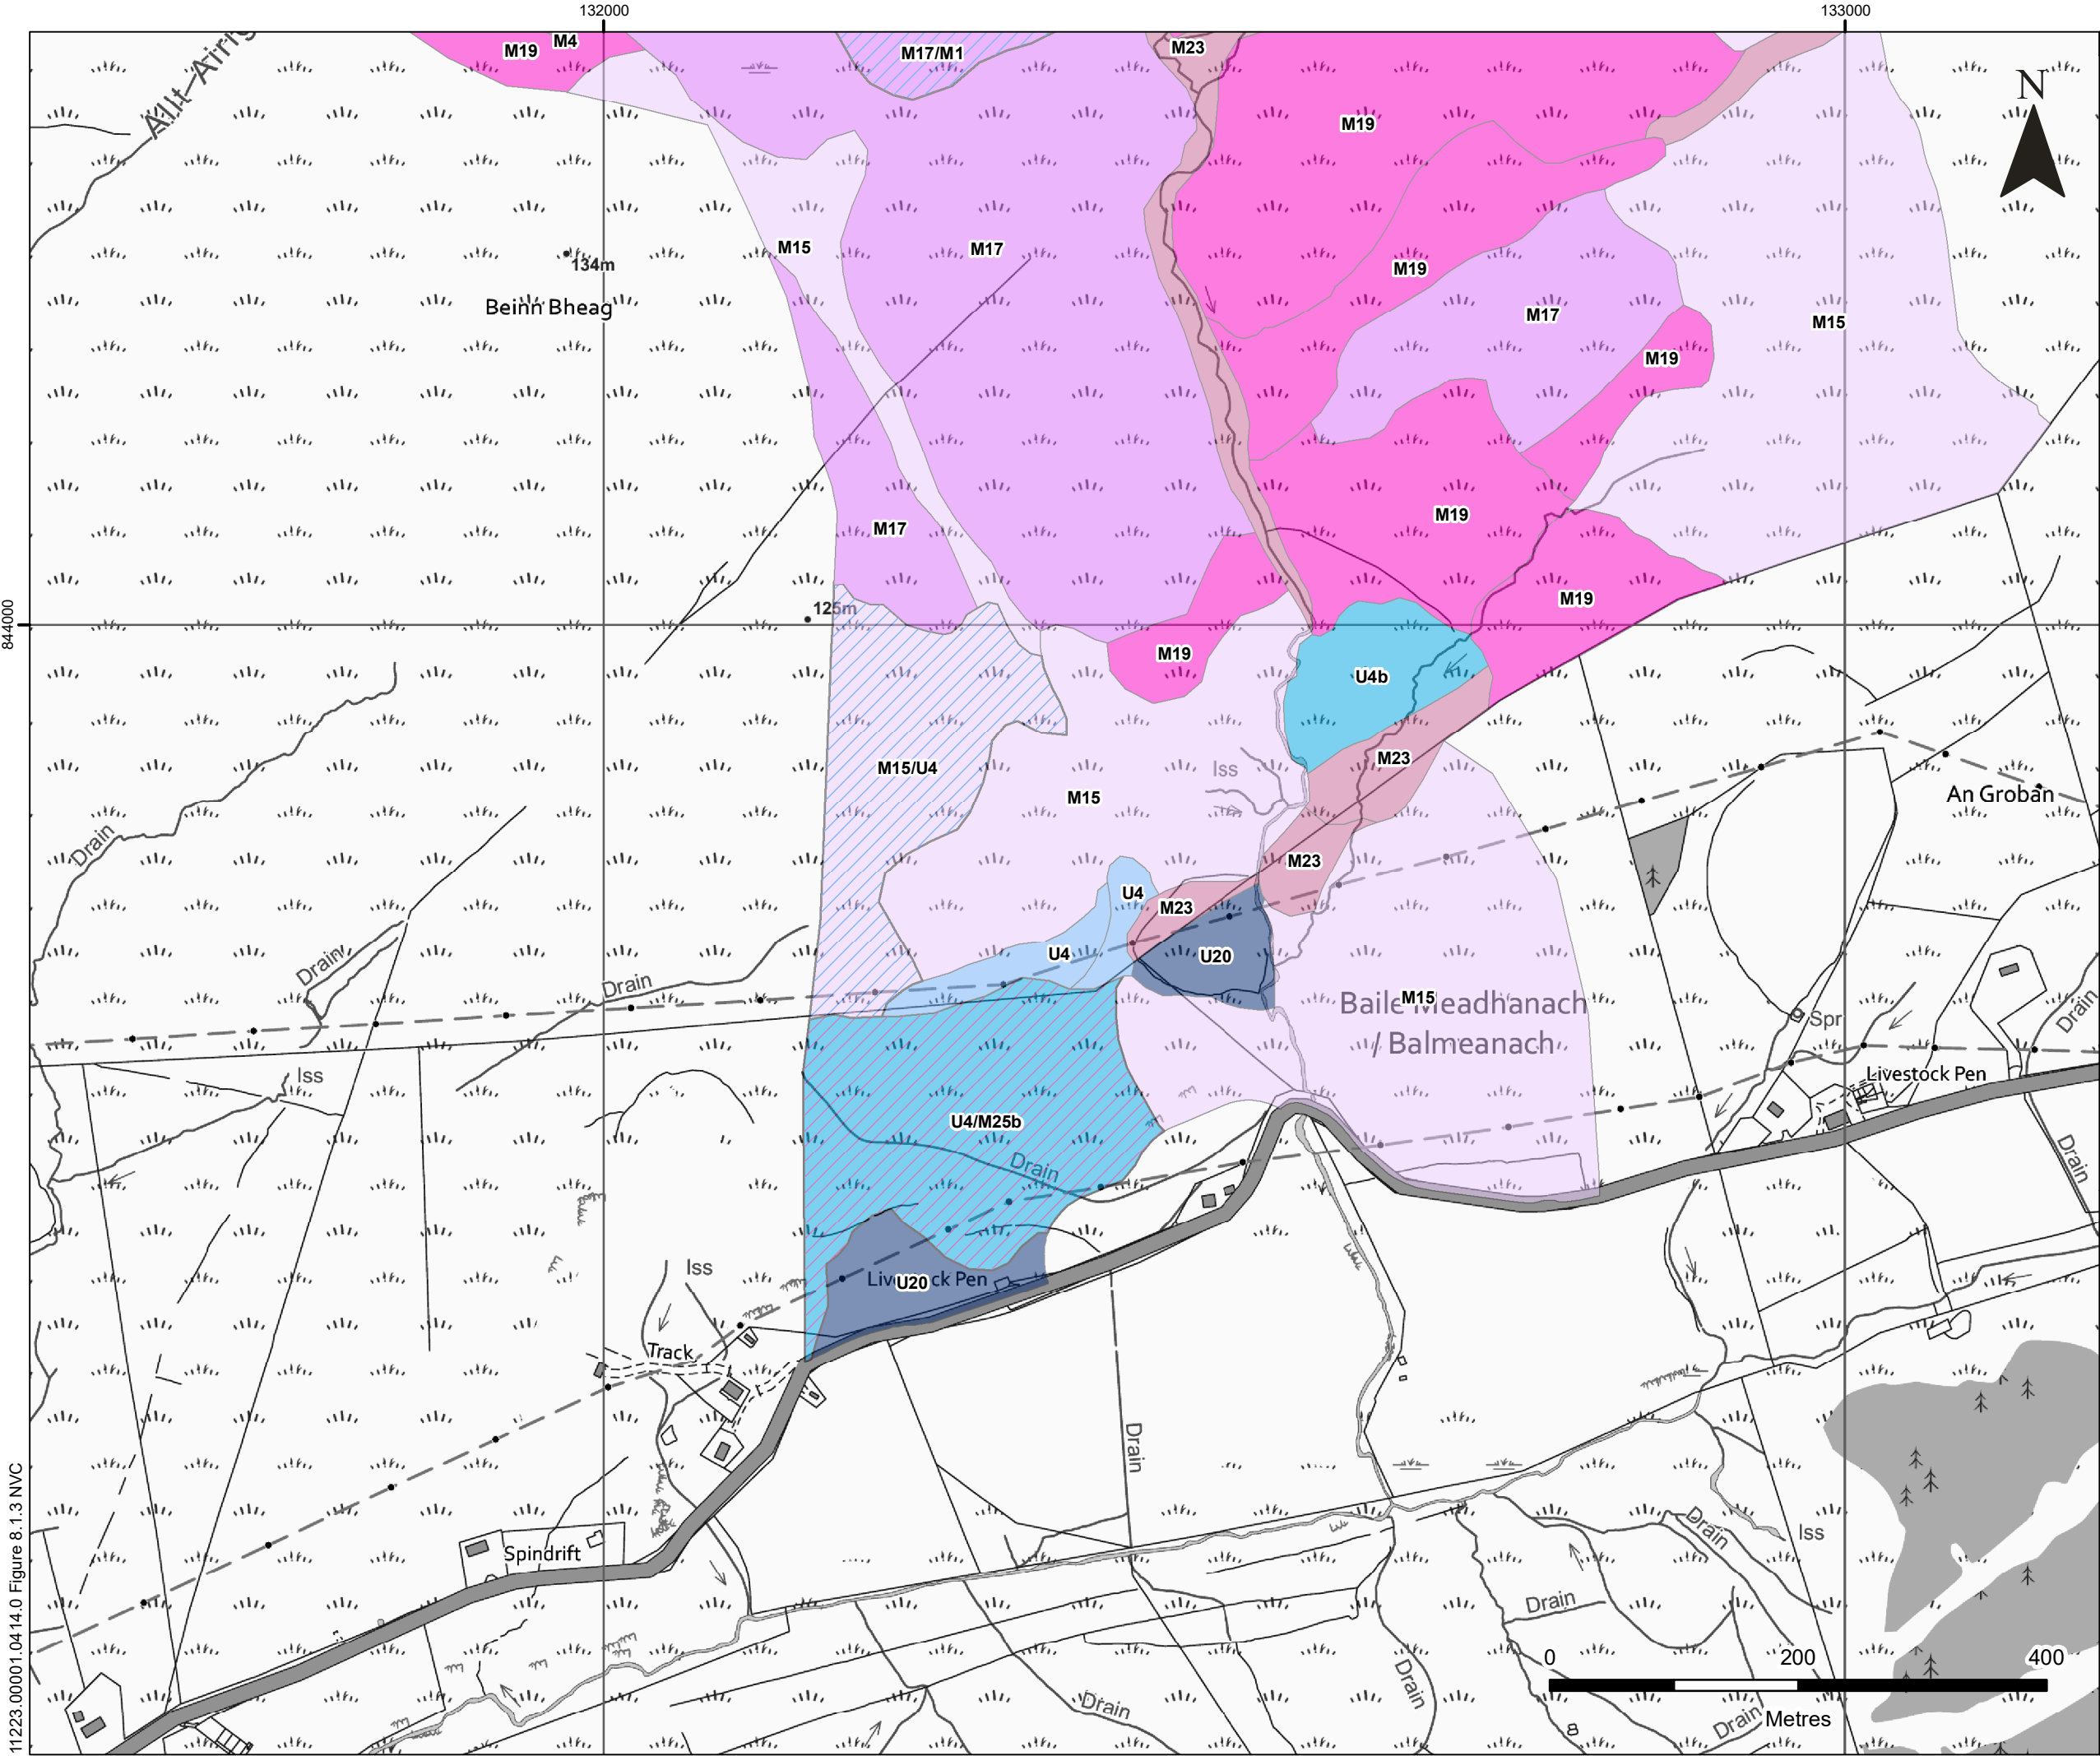 132000
133000
M19
M4
M17/M1
M23
N
Allt Airig
M19
M15
M17
134m
M19
Beinn Bheag
M17
M15
M19
M17
M19
M19
844000
125m
M19
U4b
M15/U4
Iss
M23
M15
An Groban
Drain
M23
U4
M23
U4
U20
Drain
Drain
M15
Baile Meadhanach
/ Balmeanach
Spr
Drain
Iss
Livestock Pen
U4/M25b
Drain
Drain
Iss
Livestock Pen
U20
Track
Drain
Spindrift
Iss
Drain
Drain
Drain
Drain
Drain
0 200 400
Metres
11223.00001.0414.0 Figure 8.1.3 NVC